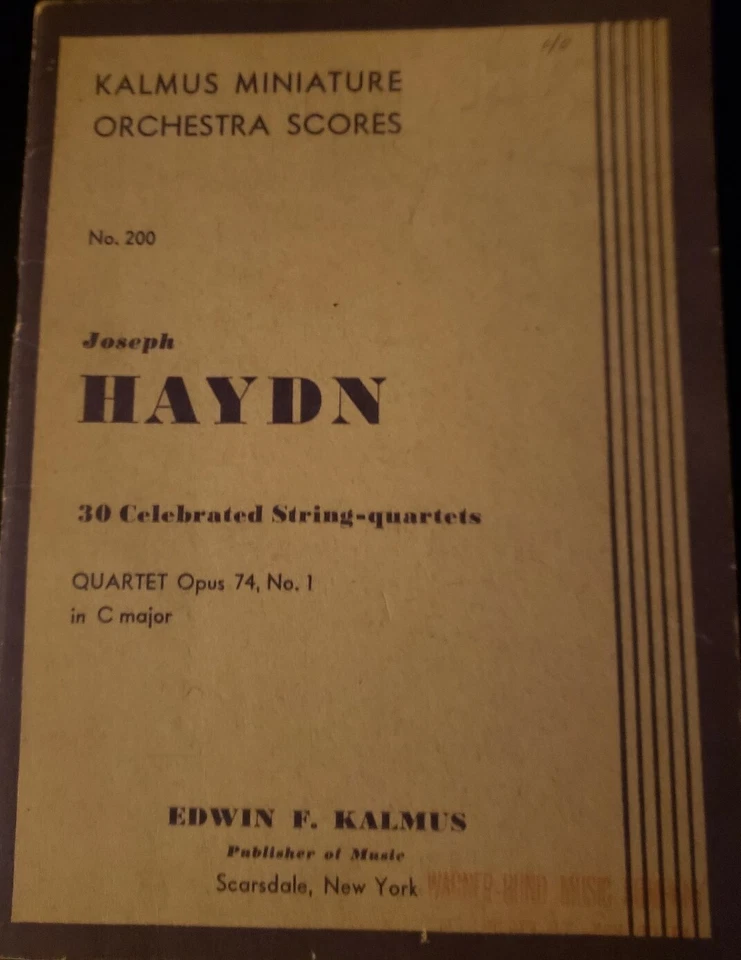 KALMUS MINIATURE
ORCHESTRA SCORES
No. 200
Joseph
HAYDN
30 Celebrated String-quartets
QUARTET Opus 74, No. 1
in C major
EDWIN F. KALMUS
Publisher of Music
Scarsdale, New York
MUSIC